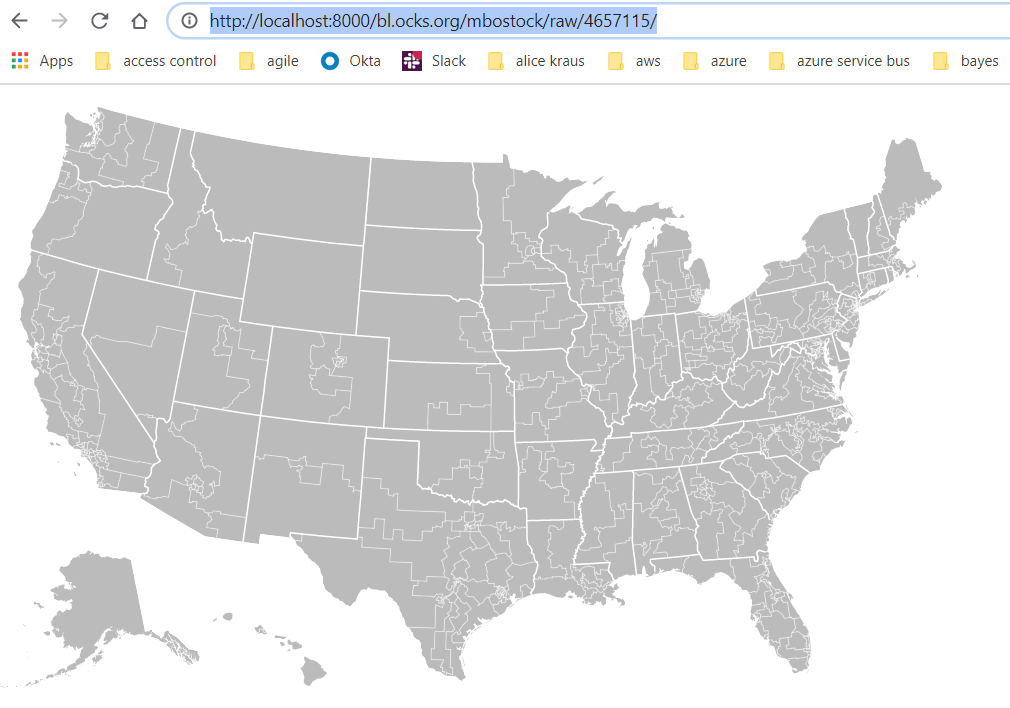 http://localhost:8000/bl.ocks.org/mbostock/raw/4657115/
Apps access control agile Okta Slack alice kraus aws azure azure service bus bayes